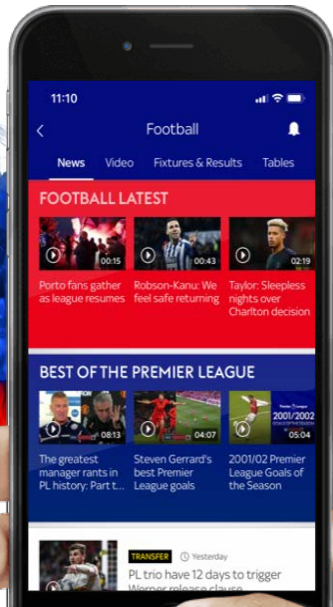 11:10
Football
News Video Fixtures & Results Tables
FOOTBALL LATEST
00:15 00:43 02:19
Porto fans gather as league resumes
Robson-Kanu: We feel safe returning
Taylor: Sleepless nights over Charlton decision
BEST OF THE PREMIER LEAGUE
08:13 04:07 2001/2002 05:04
The greatest manager rants in PL history: Part t...
Steven Gerrard's best Premier League goals
2001/02 Premier League Goals of the Season
TRANSFER Yesterday
PL trio have 12 days to trigger
Werner release clause